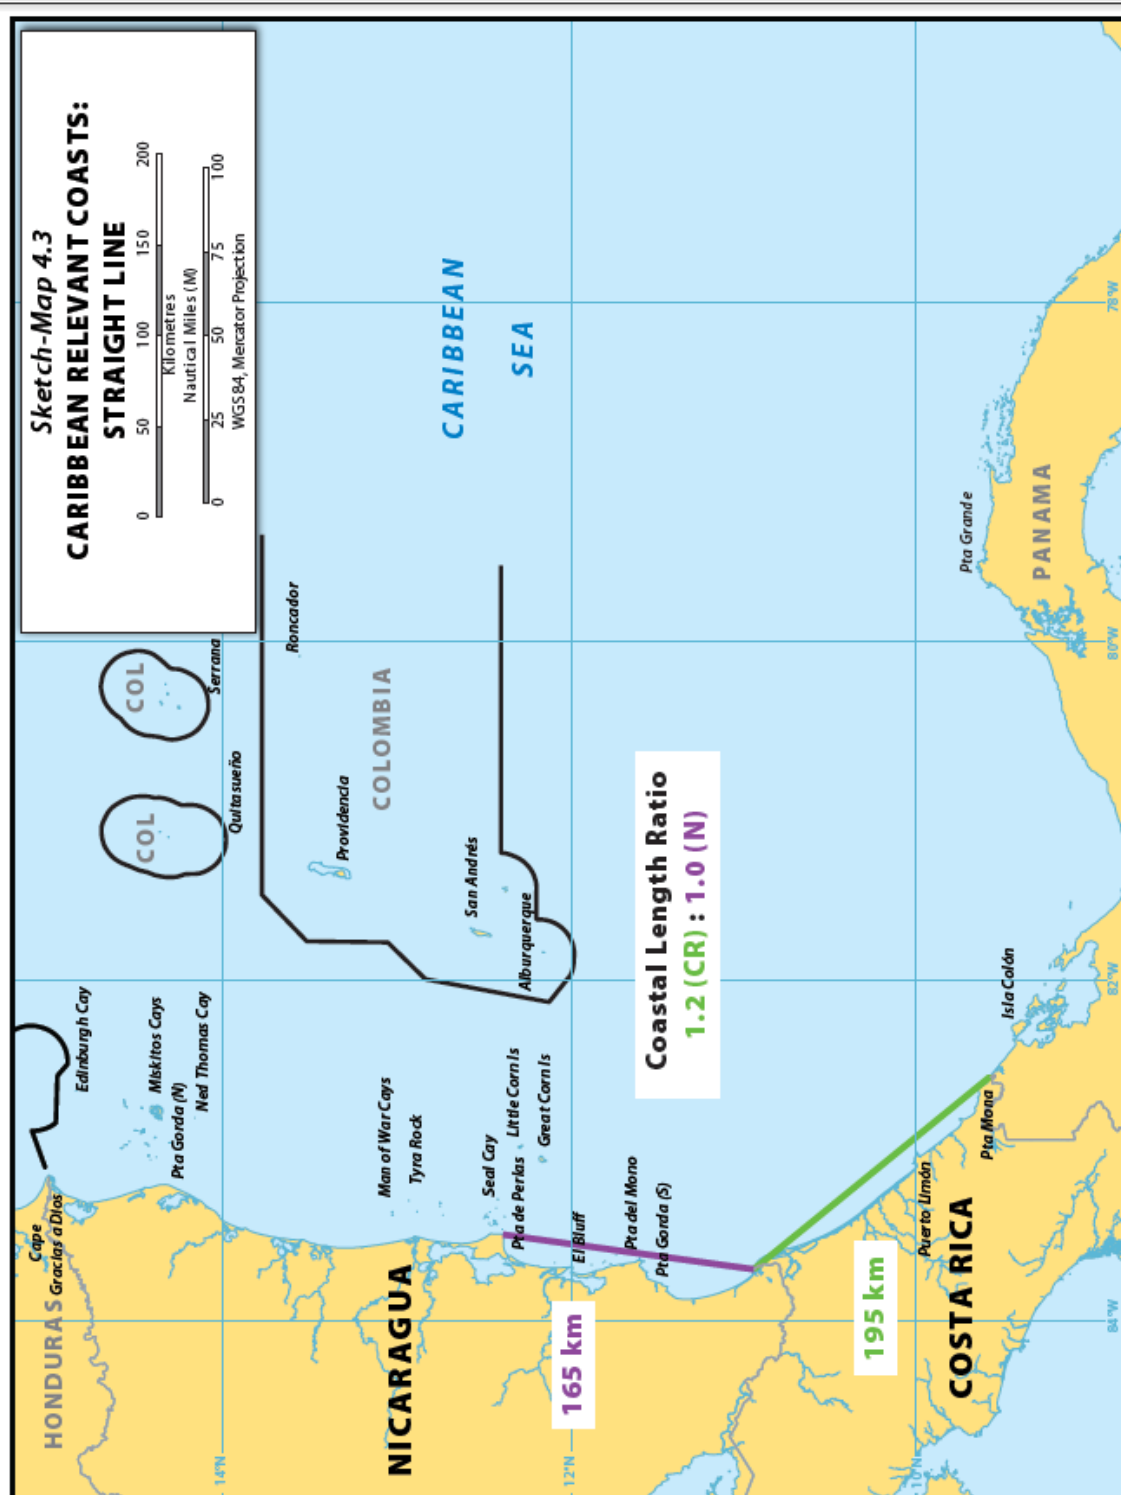 Sketch-Map 4.3
CARIBBEAN RELEVANT COASTS:
STRAIGHT LINE
0 50 100 150 200
Kilometres
Nautical Miles (M)
0 25 50 75 100
WGS84, Mercator Projection
HONDURAS
Cape
Gracias a Dios
Edinburgh Cay
Miskitos Cays
Pta Gorda (N)
Ned Thomas Cay
COL
Quitasueño
COL
Serrana
Roncador
14°N
Providencia
COLOMBIA
NICARAGUA
Man of War Cays
Tyra Rock
San Andrés
Alburquerque
CARIBBEAN
SEA
Seal Cay
Little Corn Is
Pta de Perlas
Great Corn Is
165 km
12°N
El Bluff
Pta del Mono
Pta Gorda (S)
Coastal Length Ratio
1.2 (CR) : 1.0 (N)
195 km
10°N
Puerto Limón
COSTA RICA
Pta Mona
Isla Colón
Pta Grande
PANAMA
84°W
82°W
80°W
78°W